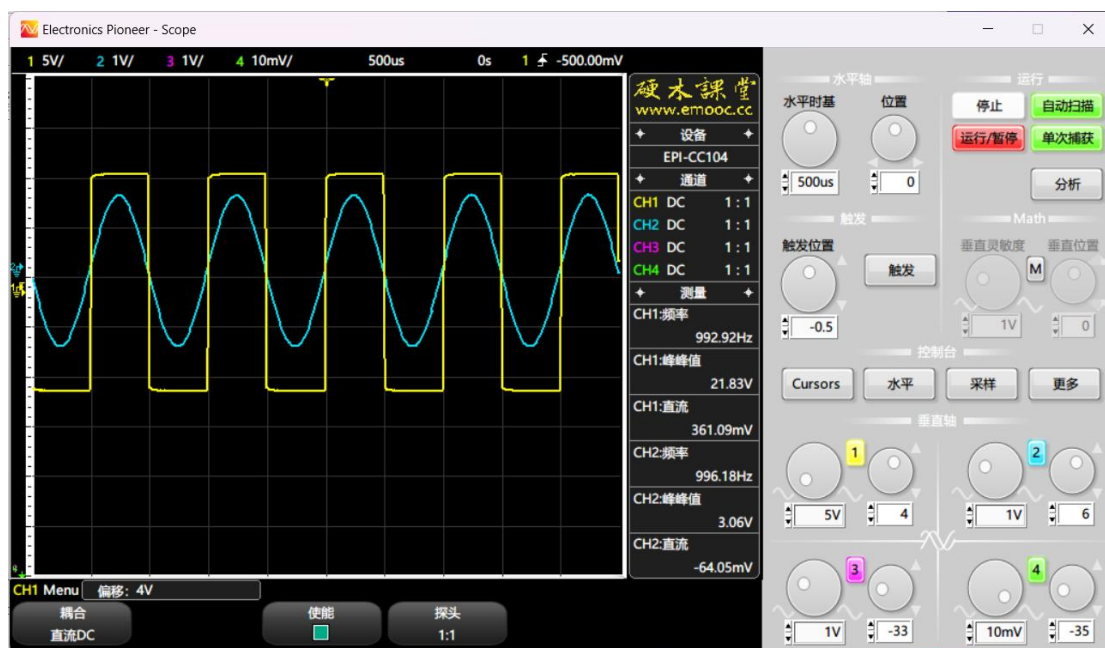 Electronics Pioneer - Scope
1 5V/ 2 1V/ 3 1V/ 4 10mV/ 500us 0s 1 -500.00mV
硬木課堂
www.emooc.cc
设备
EPI-CC104
通道
CH1 DC 1 : 1
CH2 DC 1 : 1
CH3 DC 1 : 1
CH4 DC 1 : 1
测量
CH1:频率
992.92Hz
CH1:峰峰值
21.83V
CH1:直流
361.09mV
CH2:频率
996.18Hz
CH2:峰峰值
3.06V
CH2:直流
-64.05mV
CH1 Menu 偏移: 4V
耦合
直流DC
使能
探头
1:1
水平轴
水平时基 位置
500us 0
运行
停止 自动扫描
运行/暂停 单次捕获
分析
触发
触发位置
触发
-0.5
Math
垂直灵敏度 垂直位置
M
1V 0
控制台
Cursors 水平 采样 更多
垂直轴
1 2
5V 4 1V 6
3 4
1V -33 10mV -35